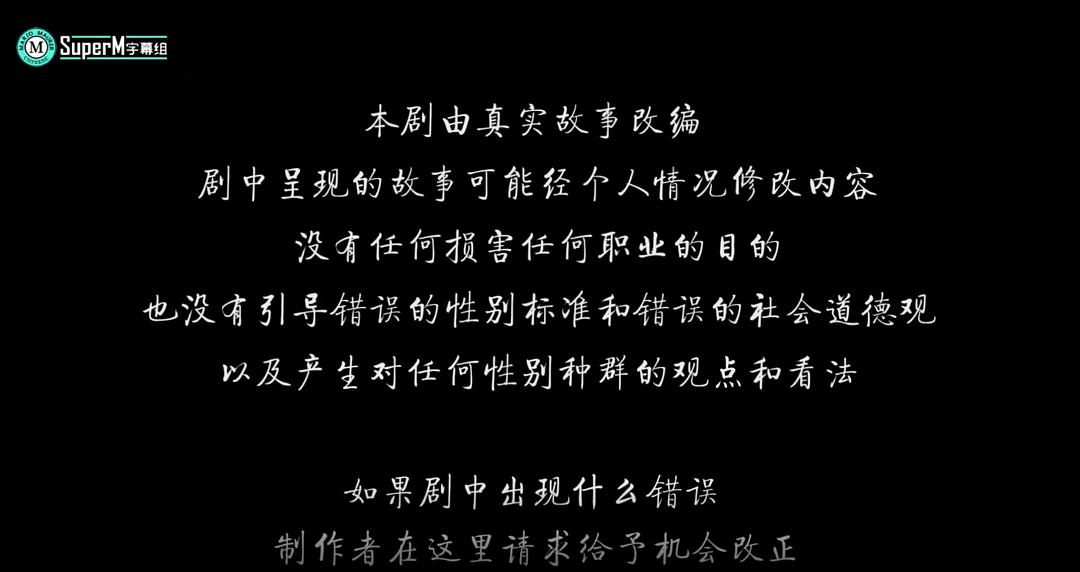 MARIO MAURER
M
CHINESE
SuperM字幕组
本剧由真实故事改编
剧中呈现的故事可能经个人情况修改内容
没有任何损害任何职业的目的
也没有引导错误的性别标准和错误的社会道德观
以及产生对任何性别种群的观点和看法
如果剧中出现什么错误
制作者在这里请求给予机会改正